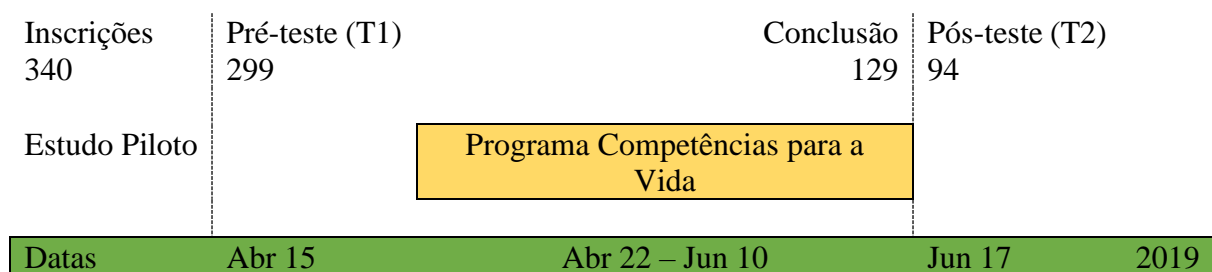 Inscrições Pré-teste (T1) Conclusão Pós-teste (T2)
340 299 129 94
Estudo Piloto Programa Competências para a
Vida
Datas Abr 15 Abr 22 – Jun 10 Jun 17 2019